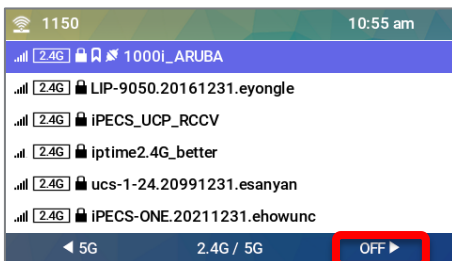 1150 10:55 am
2.4G 1000i_ARUBA
2.4G LIP-9050.20161231.eyongle
2.4G iPECS_UCP_RCCV
2.4G iptime2.4G_better
2.4G ucs-1-24.20991231.esanyan
2.4G iPECS-ONE.20211231.ehowunc
◀ 5G 2.4G / 5G OFF ▶